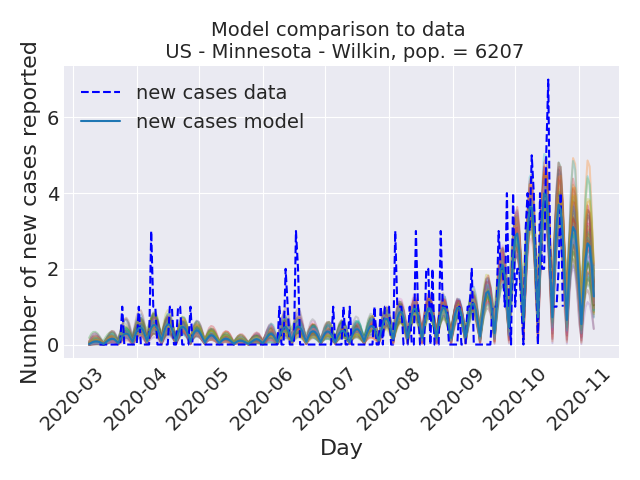 Model comparison to data
US - Minnesota - Wilkin, pop. = 6207
Number of new cases reported
new cases data
new cases model
6
4
2
0
2020-03
2020-04
2020-05
2020-06
2020-07
2020-08
2020-09
2020-10
2020-11
Day